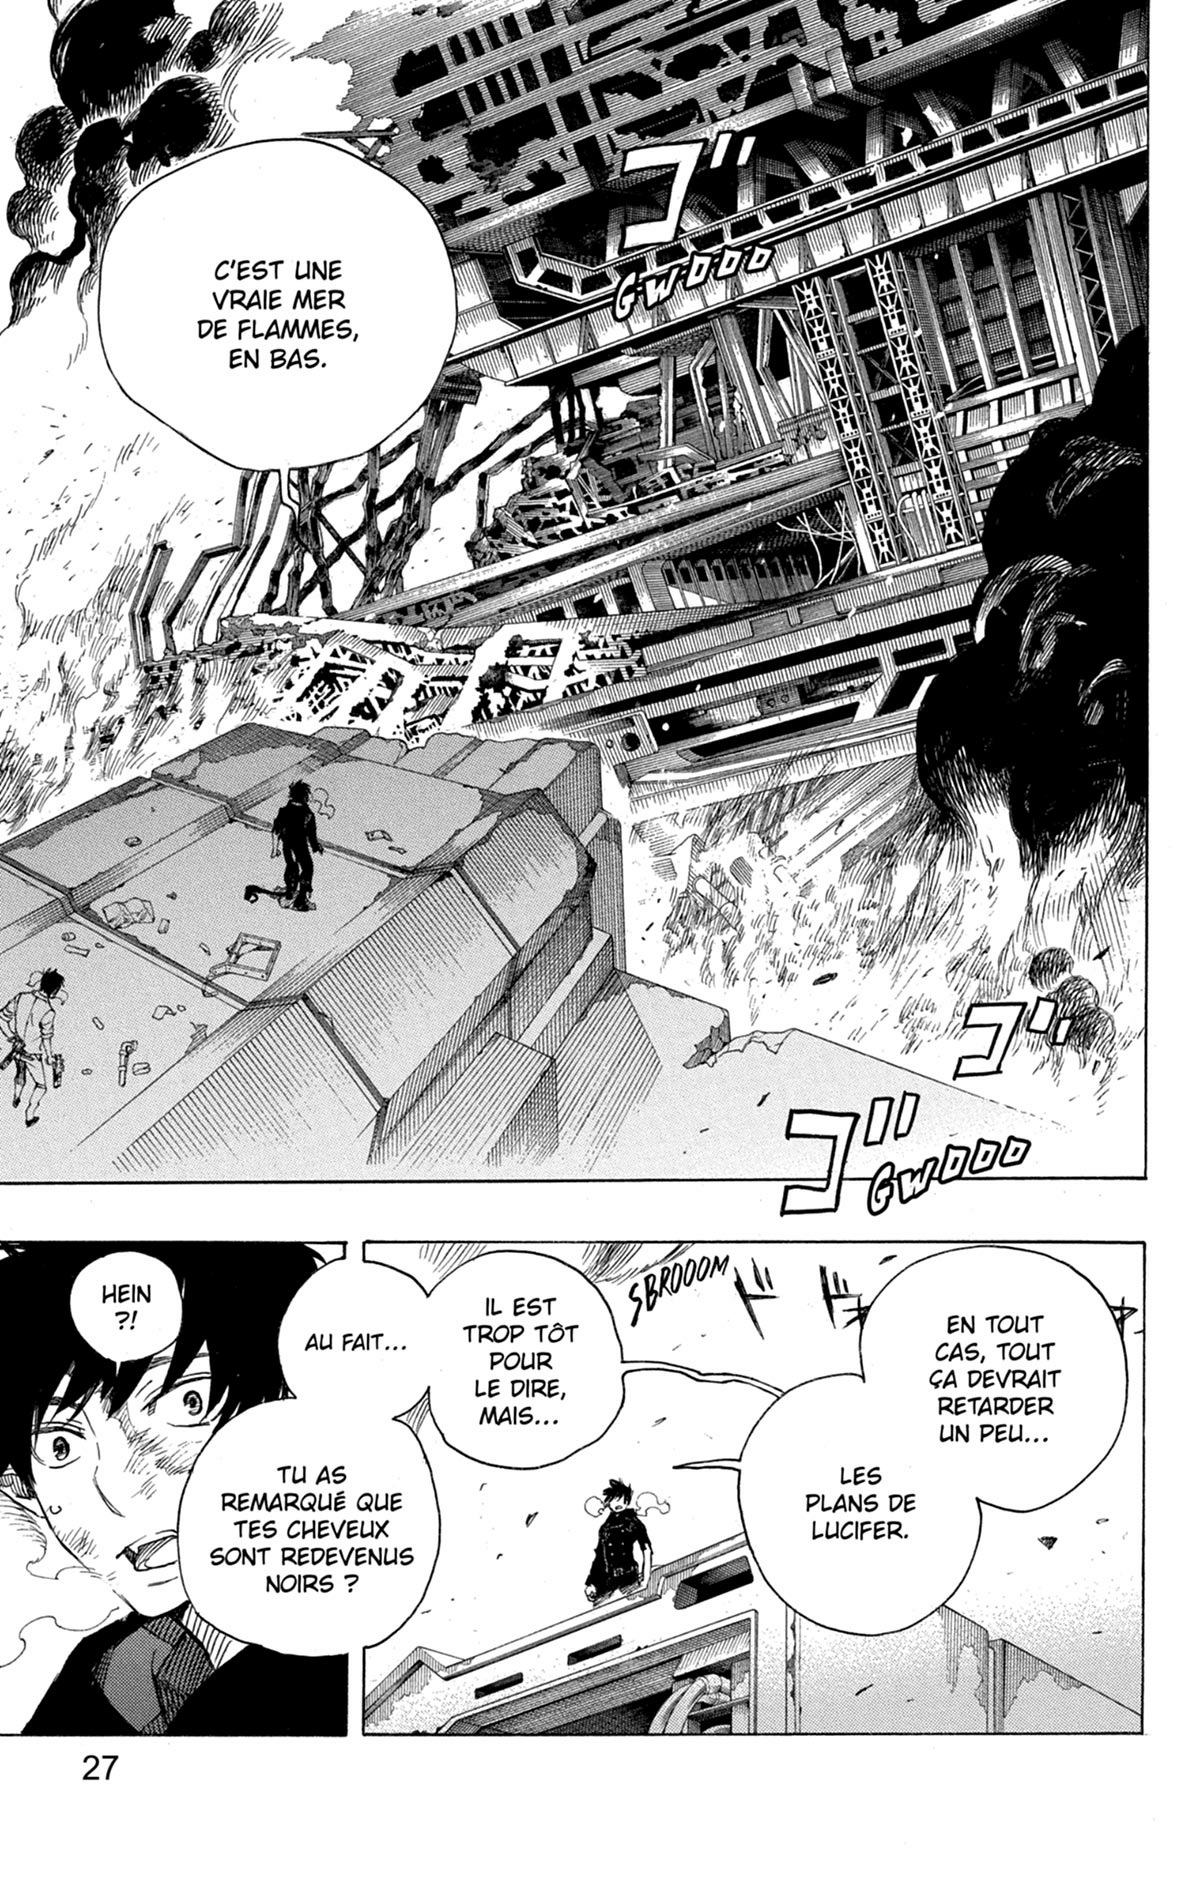 C'EST UNE
VRAIE MER
DE FLAMMES,
EN BAS.
ゴ゙
GWOOO
ゴ
ゴ
GWOOO
EN TOUT
CAS, TOUT
ÇA DEVRAIT
RETARDER
UN PEU...
LES
PLANS DE
LUCIFER.
SBROOOM
ド ド
IL EST
TROP TÔT
POUR
LE DIRE,
MAIS...
AU FAIT...
TU AS
REMARQUÉ QUE
TES CHEVEUX
SONT REDEVENUS
NOIRS ?
HEIN
?!
27